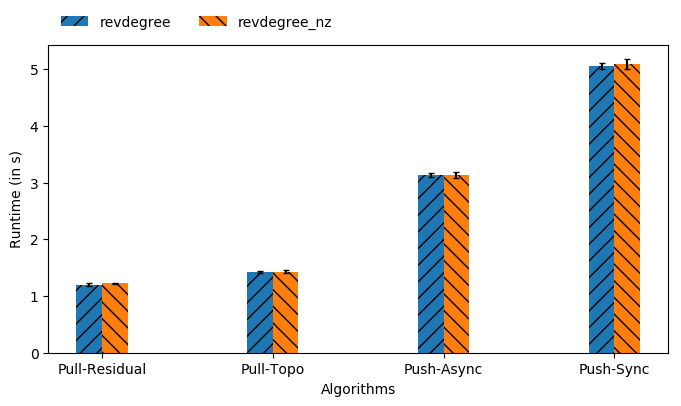 revdegree revdegree_nz
Runtime (in s)
5
4
3
2
1
0
Pull-Residual Pull-Topo Push-Async Push-Sync
Algorithms